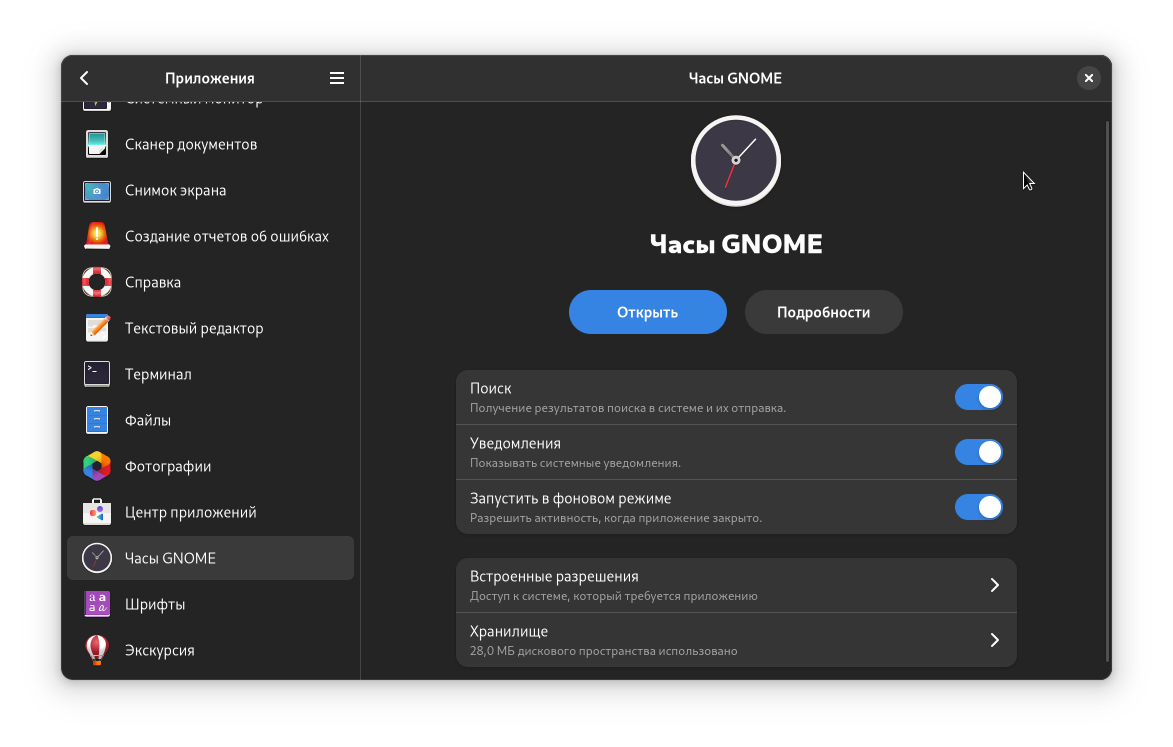 Приложения
Часы GNOME
Системный монитор
Сканер документов
Снимок экрана
Создание отчетов об ошибках
Справка
Текстовый редактор
Терминал
Файлы
Фотографии
Центр приложений
Часы GNOME
Шрифты
Экскурсия
Часы GNOME
Открыть
Подробности
Поиск
Получение результатов поиска в системе и их отправка.
Уведомления
Показывать системные уведомления.
Запустить в фоновом режиме
Разрешить активность, когда приложение закрыто.
Встроенные разрешения
Доступ к системе, который требуется приложению
Хранилище
28,0 МБ дискового пространства использовано